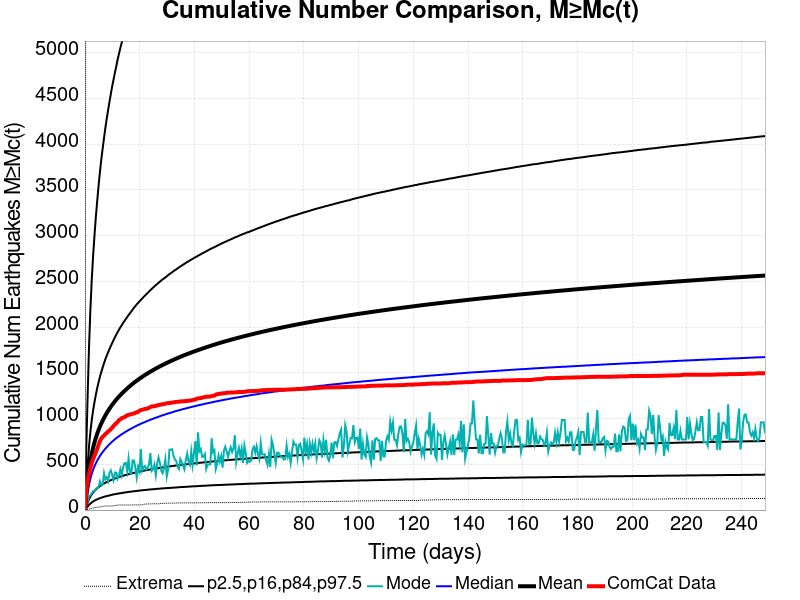 Cumulative Number Comparison, M≥Mc(t)
Cumulative Num Earthquakes M≥Mc(t)
5000
4500
4000
3500
3000
2500
2000
1500
1000
500
0
0 20 40 60 80 100 120 140 160 180 200 220 240
Time (days)
Extrema p2.5,p16,p84,p97.5 Mode Median Mean ComCat Data